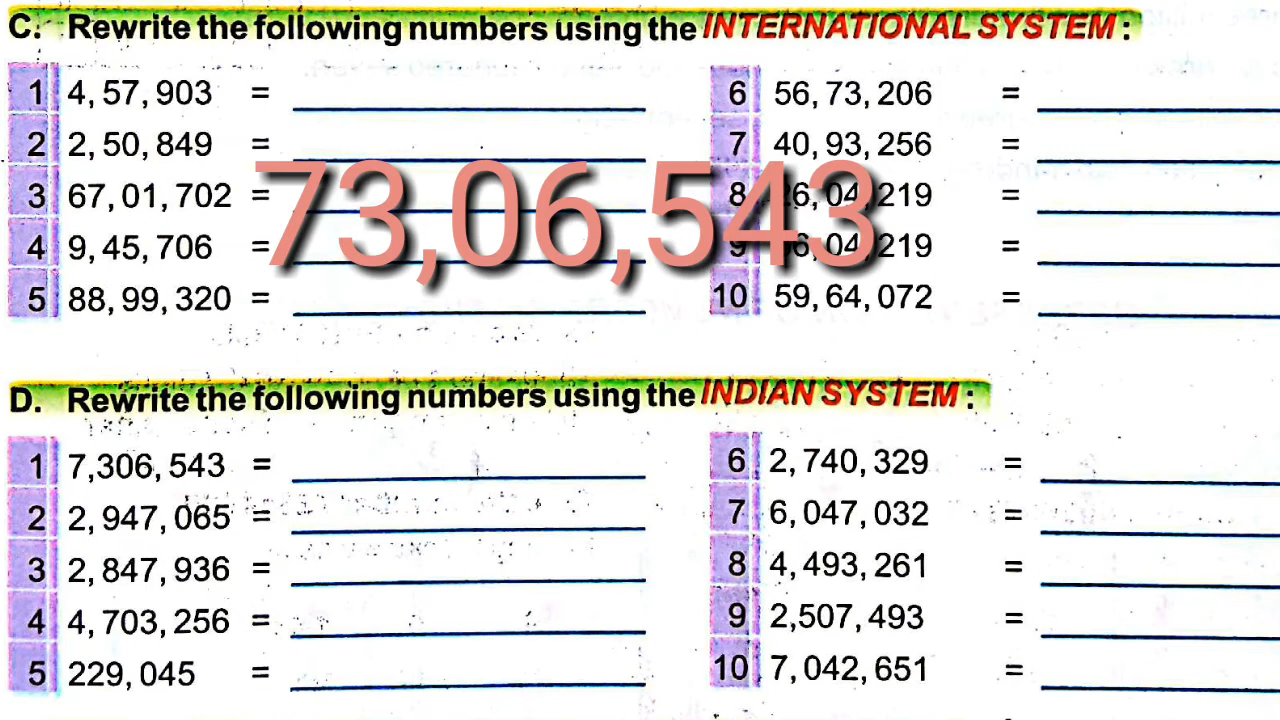 C. Rewrite the following numbers using the INTERNATIONAL SYSTEM :
1 4, 57, 903 =
2 2, 50, 849 =
3 67, 01, 702 =
4 9, 45, 706 =
5 88, 99, 320 =
6 56, 73, 206 =
7 40, 93, 256 =
8 04, 219 =
9 04, 219 =
10 59, 64, 072 =
73,06,543
D. Rewrite the following numbers using the INDIAN SYSTEM :
1 7,306, 543 =
2 2, 947, 065 =
3 2, 847, 936 =
4 4, 703, 256 =
5 229, 045 =
6 2, 740, 329 =
7 6, 047, 032 =
8 4, 493, 261 =
9 2,507, 493 =
10 7, 042, 651 =